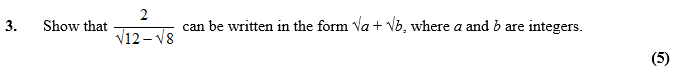 3. Show that 2/(√12 – √8) can be written in the form √a + √b, where a and b are integers.
(5)